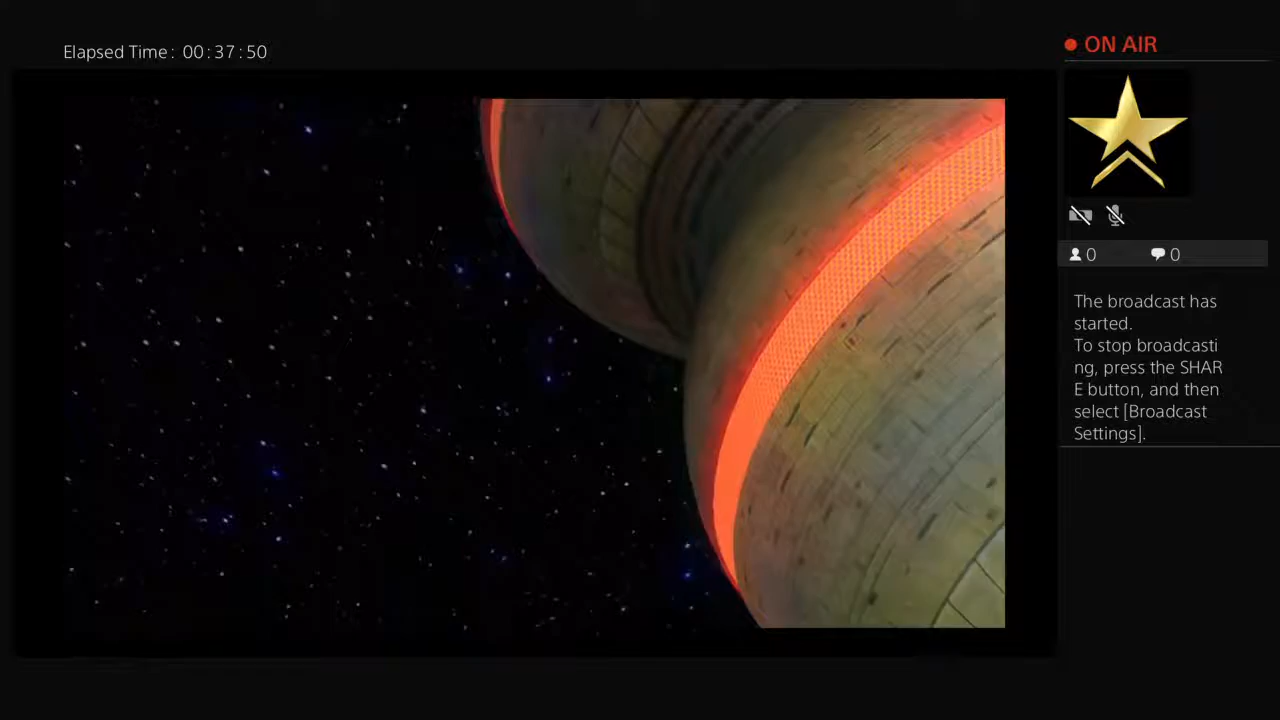 Elapsed Time: 00:37:50
ON AIR
0 0
The broadcast has
started.
To stop broadcasti
ng, press the SHAR
E button, and then
select [Broadcast
Settings].